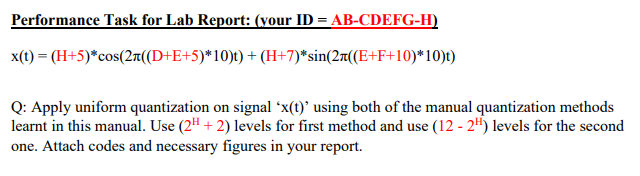 Performance Task for Lab Report: (your ID = AB-CDEFG-H)
x(t) = (H+5)*cos(2π((D+E+5)*10)t) + (H+7)*sin(2π((E+F+10)*10)t)
Q: Apply uniform quantization on signal ‘x(t)’ using both of the manual quantization methods
learnt in this manual. Use (2ᴴ + 2) levels for first method and use (12 - 2ᴴ) levels for the second
one. Attach codes and necessary figures in your report.